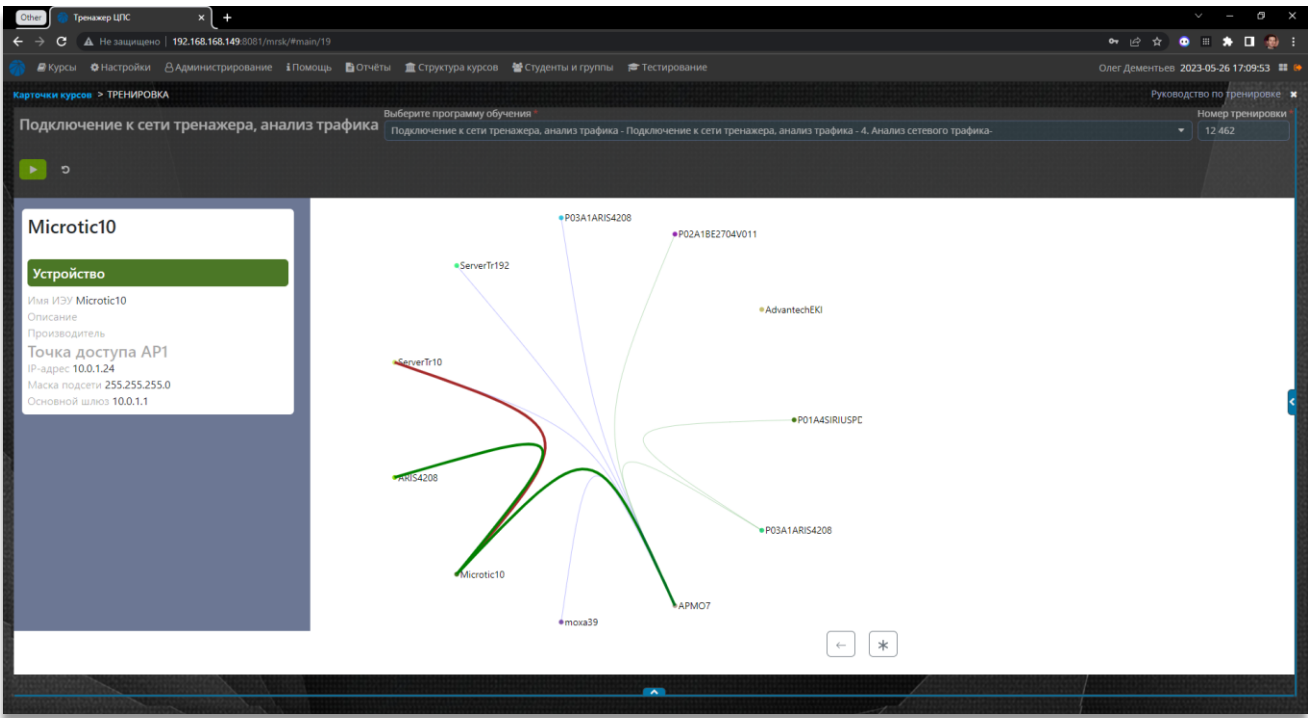 Other Тренажер ЦПС
Не защищено 192.168.168.149:8081/mrsk/#main/19
Курсы Настройки Администрирование Помощь Отчёты Структура курсов Студенты и группы Тестирование Олег Дементьев 2023-05-26 17:09:53
Карточки курсов > ТРЕНИРОВКА Руководство по тренировке
Выберите программу обучения * Номер тренировки *
Подключение к сети тренажера, анализ трафика Подключение к сети тренажера, анализ трафика - Подключение к сети тренажера, анализ трафика - 4. Анализ сетевого трафика- 12 462
Microtic10
Устройство
Имя ИЭУ Microtic10
Описание
Производитель
Точка доступа AP1
IP-адрес 10.0.1.24
Маска подсети 255.255.255.0
Основной шлюз 10.0.1.1
P03A1ARIS4208
P02A1BE2704V011
ServerTr192
AdvantechEKI
ServerTr10
P01A4SIRIUSPD
ARIS4208
P03A1ARIS4208
Microtic10
APMO7
moxa39